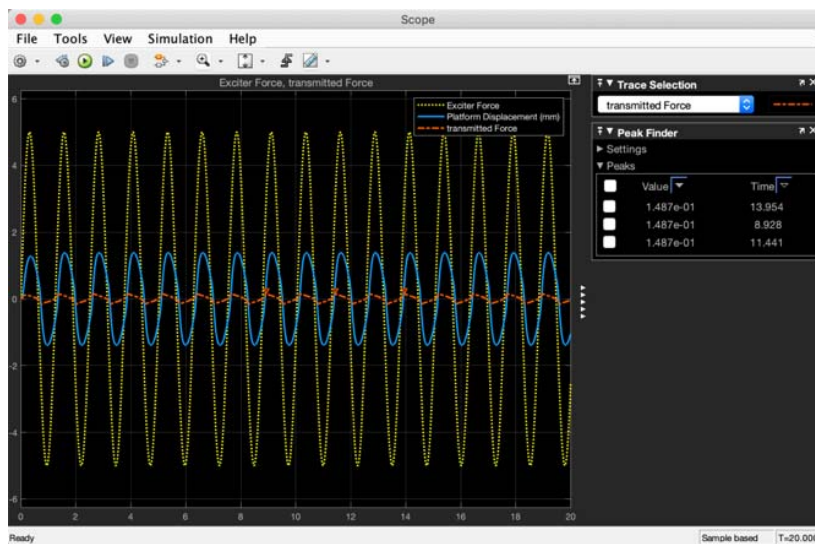 Scope
File Tools View Simulation Help
Exciter Force, transmitted Force
Exciter Force
Platform Displacement (mm)
transmitted Force
6
4
2
0
-2
-4
-6
0 2 4 6 8 10 12 14 16 18 20
Trace Selection
transmitted Force
Peak Finder
Settings
Peaks
Value Time
1.487e-01 13.954
1.487e-01 8.928
1.487e-01 11.441
Ready
Sample based T=20.000